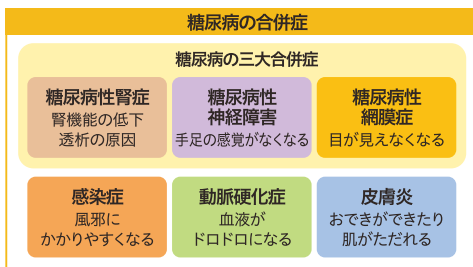 糖尿病の合併症
糖尿病の三大合併症
糖尿病性腎症
腎機能の低下
透析の原因
糖尿病性
神経障害
手足の感覚がなくなる
糖尿病性
網膜症
目が見えなくなる
感染症
風邪に
かかりやすくなる
動脈硬化症
血液が
ドロドロになる
皮膚炎
おできができたり
肌がただれる